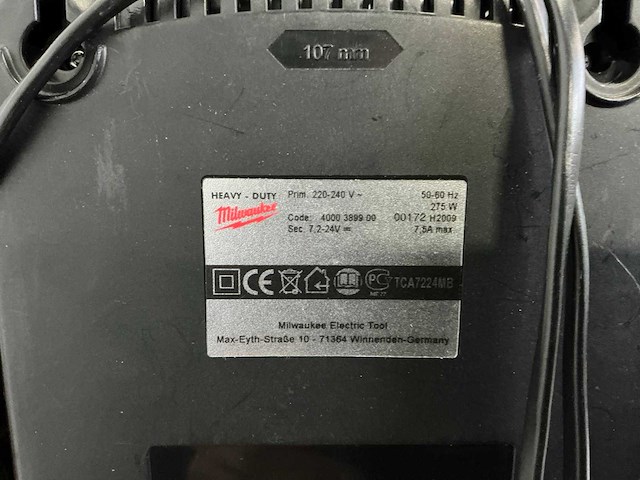 107 mm
HEAVY - DUTY Prim. 220-240 V ~ 50-60 Hz
Milwaukee 275 W
Code: 4000 3899 00 00172 H2009
Sec. 7,2-24V 7,5A max
CE PC TCA7224MB
Milwaukee Electric Tool
Max-Eyth-Straße 10 - 71364 Winnenden-Germany